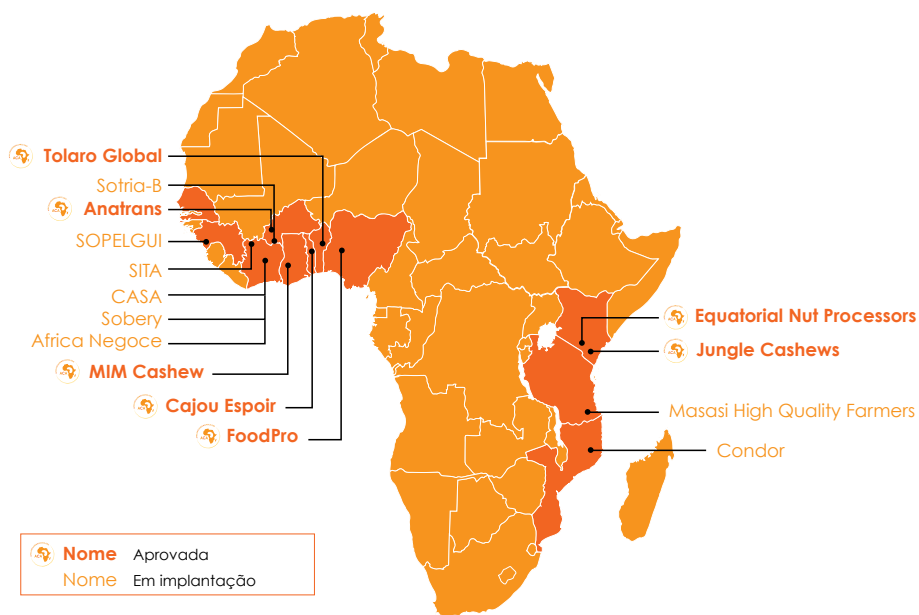 Tolaro Global
Sotria-B
Anatrans
SOPELGUI
SITA
CASA
Sobery
Africa Negoce
MIM Cashew
Cajou Espoir
FoodPro
Equatorial Nut Processors
Jungle Cashews
Masasi High Quality Farmers
Condor
Nome Aprovada
Nome Em implantação